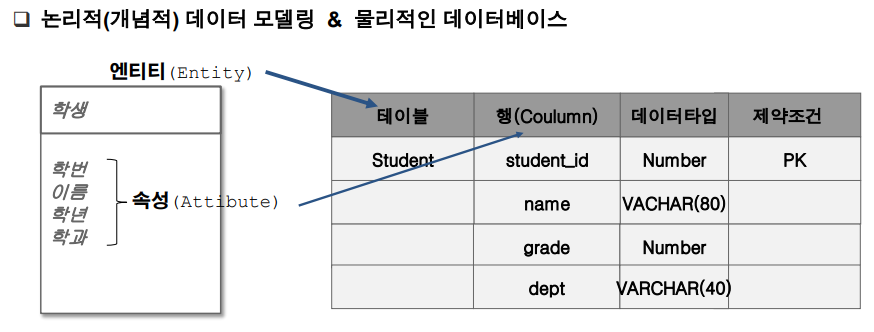 ❑ 논리적(개념적) 데이터 모델링 & 물리적인 데이터베이스
엔티티(Entity)
학생
학번
이름
학년
학과
속성(Attibute)
테이블 행(Coulumn) 데이터타입 제약조건
Student student_id Number PK
name VACHAR(80)
grade Number
dept VARCHAR(40)